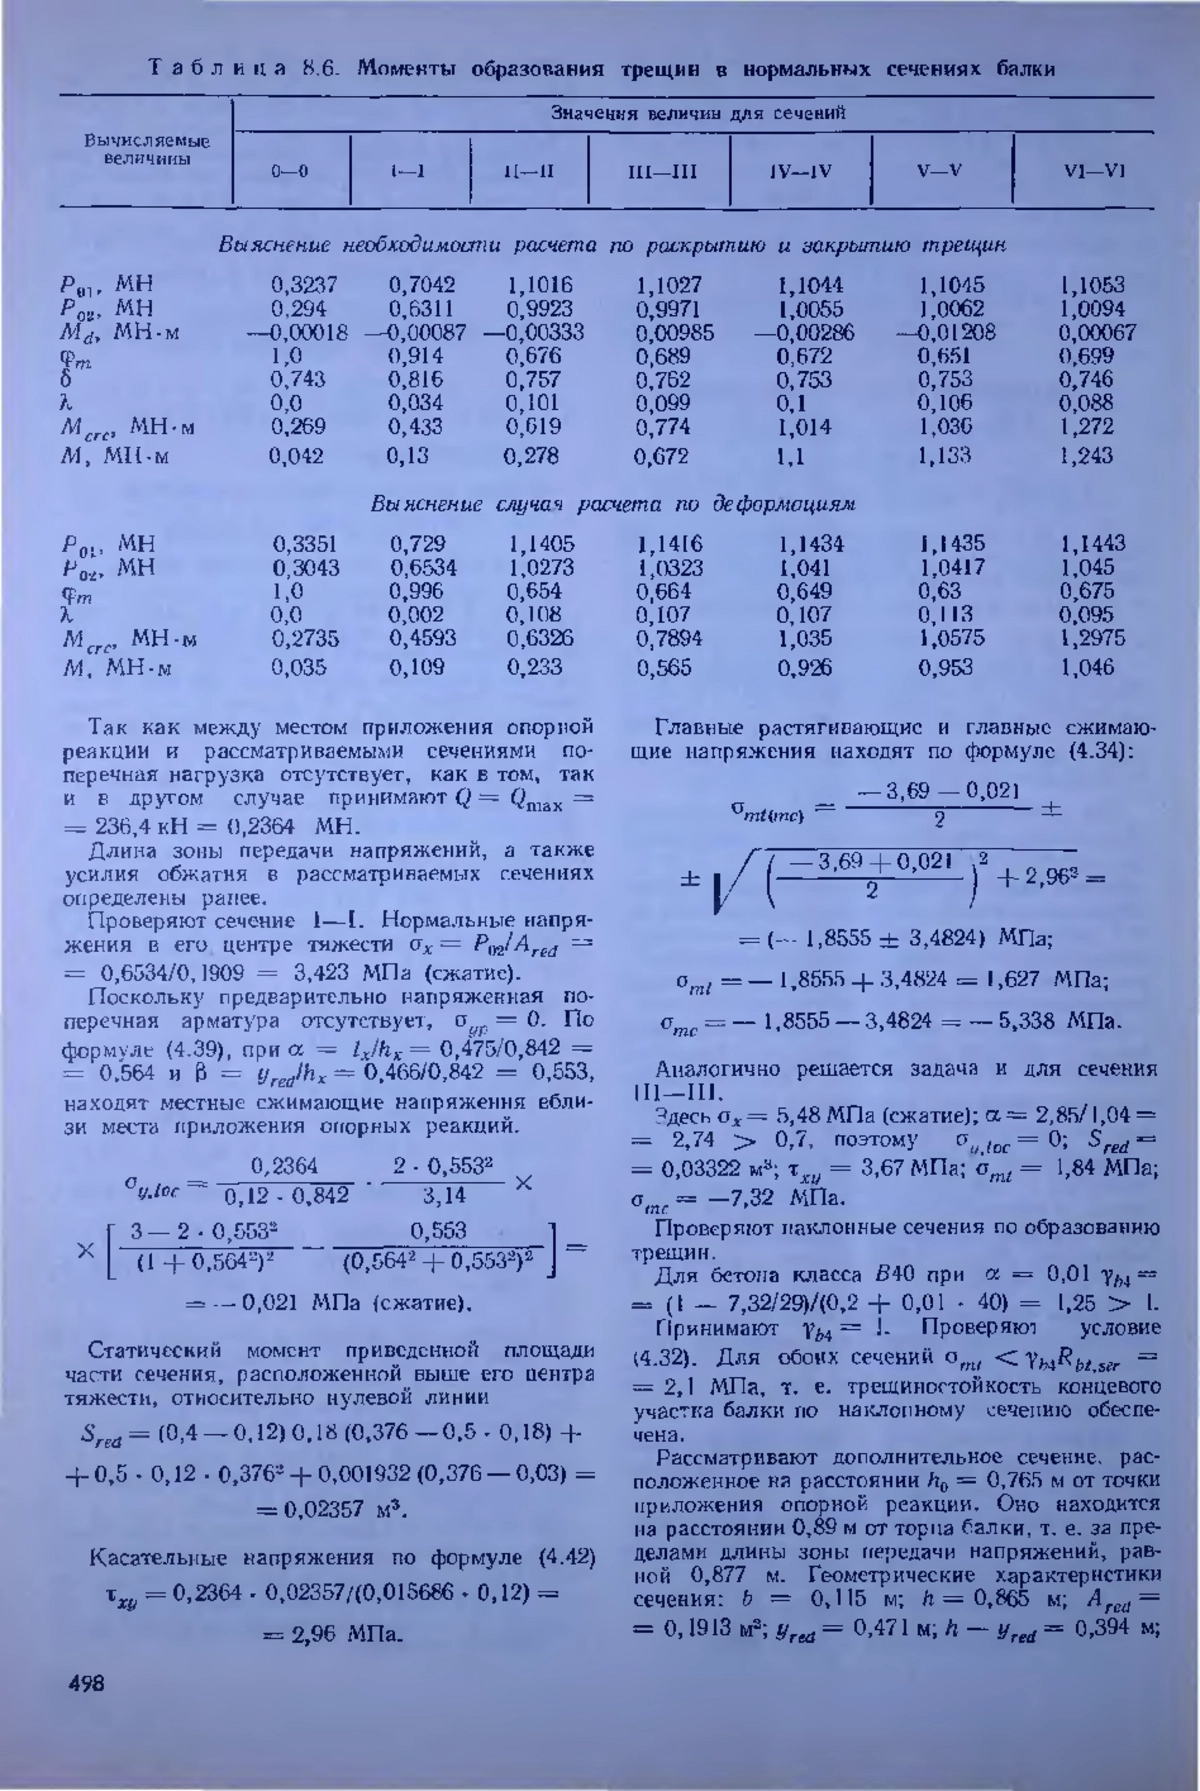 Таблица 8.6. Моменты образования трещин в нормальных сечениях балки
Вычисляемые величины
Значения величин для сечений
0—0 I—I II—II III—III IV—IV V—V VI—VI
Выяснение необходимости расчета по раскрытию и закрытию трещин
P01, МН 0,3237 0,7042 1,1016 1,1027 1,1044 1,1045 1,1053
P02, МН 0,294 0,6311 0,9923 0,9971 1,0055 1,0062 1,0094
Md, МН·м —0,00018 —0,00087 —0,00333 0,00985 —0,00286 —0,01208 0,00067
φm 1,0 0,914 0,676 0,689 0,672 0,651 0,699
δ 0,743 0,816 0,757 0,762 0,753 0,753 0,746
λ 0,0 0,034 0,101 0,099 0,1 0,106 0,088
Mcrc, МН·м 0,269 0,433 0,619 0,774 1,014 1,036 1,272
M, МН·м 0,042 0,13 0,278 0,672 1,1 1,133 1,243
Выяснение случая расчета по деформациям
P01, МН 0,3351 0,729 1,1405 1,1416 1,1434 1,1435 1,1443
P02, МН 0,3043 0,6534 1,0273 1,0323 1,041 1,0417 1,045
φm 1,0 0,996 0,654 0,664 0,649 0,63 0,675
λ 0,0 0,002 0,108 0,107 0,107 0,113 0,095
Mcrc, МН·м 0,2735 0,4593 0,6326 0,7894 1,035 1,0575 1,2975
M, МН·м 0,035 0,109 0,233 0,565 0,926 0,953 1,046
Так как между местом приложения опорной
реакции и рассматриваемыми сечениями по-
перечная нагрузка отсутствует, как в том, так
и в другом случае принимают Q = Qmax =
= 236,4 кН = 0,2364 МН.
Длина зоны передачи напряжений, а также
усилия обжатия в рассматриваемых сечениях
определены ранее.
Проверяют сечение I—I. Нормальные напря-
жения в его центре тяжести σx = P02/Ared =
= 0,6534/0,1909 = 3,423 МПа (сжатие).
Поскольку предварительно напряженная по-
перечная арматура отсутствует, σyp = 0. По
формуле (4.39), при α = lx/hx = 0,475/0,842 =
= 0,564 и β = yred/hx = 0,466/0,842 = 0,553,
находят местные сжимающие напряжения вбли-
зи места приложения опорных реакций.
σy,loc = 0,2364 / 0,12 · 0,842 · 2 · 0,553² / 3,14 ×
× [ 3 — 2 · 0,553² / (1 + 0,564²)² — 0,553 / (0,564² + 0,553²)² ] =
= — 0,021 МПа (сжатие).
Статический момент приведенной площади
части сечения, расположенной выше его центра
тяжести, относительно нулевой линии
Sred = (0,4 — 0,12) 0,18 (0,376 — 0,5 · 0,18) +
+ 0,5 · 0,12 · 0,376² + 0,001932 (0,376 — 0,03) =
= 0,02357 м³.
Касательные напряжения по формуле (4.42)
τxy = 0,2364 · 0,02357/(0,015686 · 0,12) =
= 2,96 МПа.
498
Главные растягивающие и главные сжимаю-
щие напряжения находят по формуле (4.34):
σmt(mc) = — 3,69 — 0,021 / 2 ±
± √ ( — 3,69 + 0,021 / 2 )² + 2,96² =
= (— 1,8555 ± 3,4824) МПа;
σmt = — 1,8555 + 3,4824 = 1,627 МПа;
σmc = — 1,8555 — 3,4824 = — 5,338 МПа.
Аналогично решается задача и для сечения
III—III.
Здесь σx = 5,48 МПа (сжатие); α = 2,85/1,04 =
= 2,74 > 0,7, поэтому σy,loc = 0; Sred =
= 0,03322 м³; τxy = 3,67 МПа; σmt = 1,84 МПа;
σmc = —7,32 МПа.
Проверяют наклонные сечения по образованию
трещин.
Для бетона класса B40 при α = 0,01 γb4 =
= (1 — 7,32/29)/(0,2 + 0,01 · 40) = 1,25 > 1.
Принимают γb4 = 1. Проверяют условие
(4.32). Для обоих сечений σmt < γb4Rbt,ser =
= 2,1 МПа, т. е. трещиностойкость концевого
участка балки по наклонному сечению обеспе-
чена.
Рассматривают дополнительное сечение, рас-
положенное на расстоянии h0 = 0,765 м от точки
приложения опорной реакции. Оно находится
на расстоянии 0,89 м от торца балки, т. е. за пре-
делами длины зоны передачи напряжений, рав-
ной 0,877 м. Геометрические характеристики
сечения: b = 0,115 м; h = 0,865 м; Ared =
= 0,1913 м²; yred = 0,471 м; h — yred = 0,394 м;